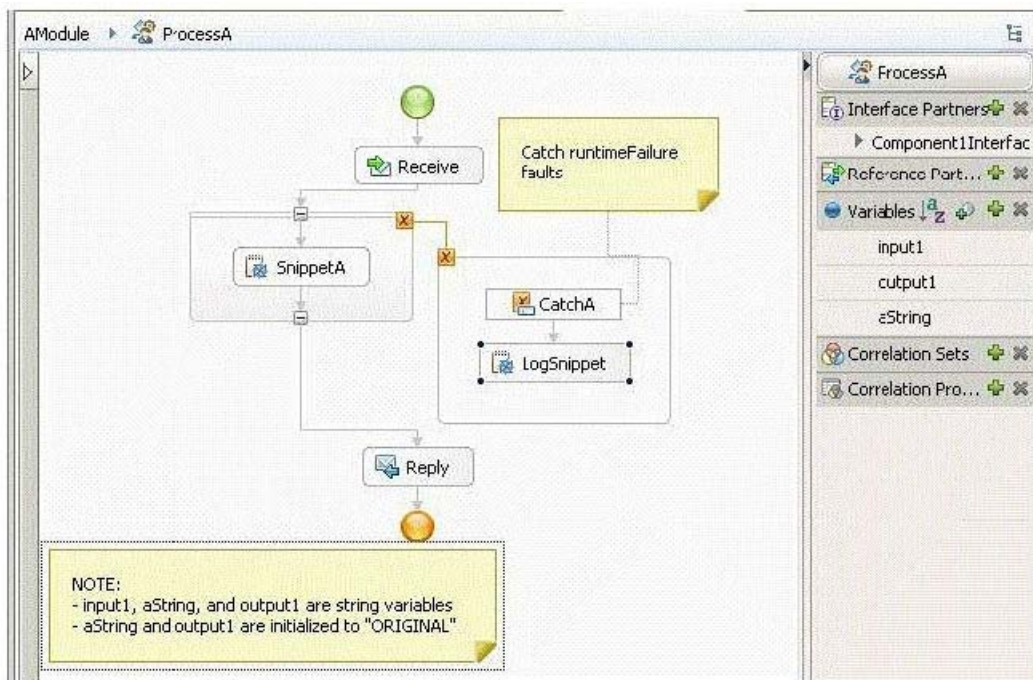 AModule ProcessA
Receive
Catch runtimeFailure
faults
SnippetA
CatchA
LogSnippet
Reply
NOTE:
- input1, aString, and output1 are string variables
- aString and output1 are initialized to "ORIGINAL"
ProcessA
Interface Partners
Component1Interfac
Reference Part...
Variables
input1
output1
aString
Correlation Sets
Correlation Pro...